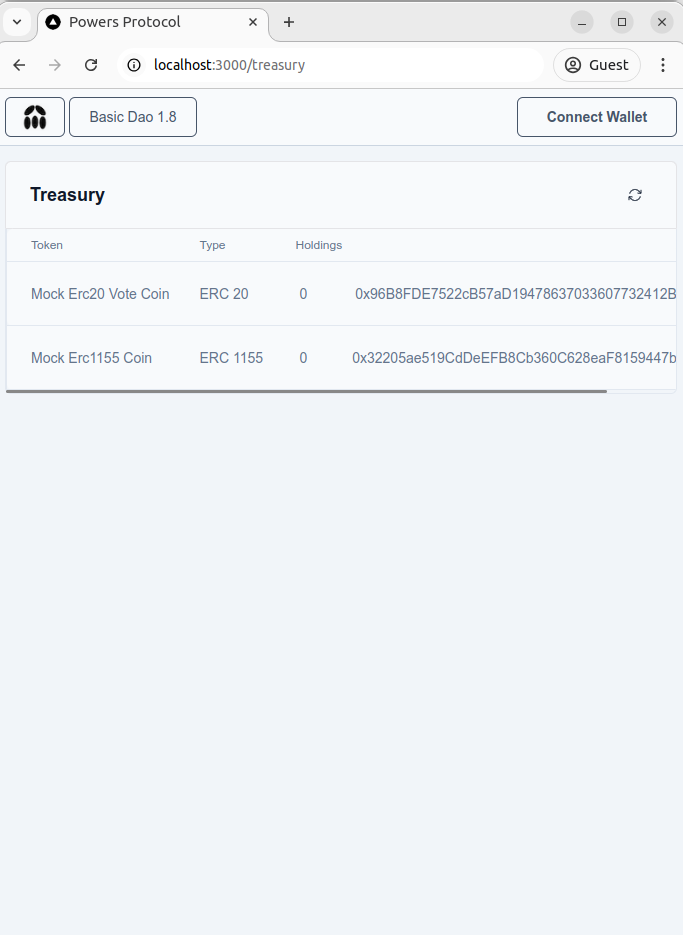 Powers Protocol
localhost:3000/treasury
Guest
Basic Dao 1.8
Connect Wallet
Treasury
Token Type Holdings
Mock Erc20 Vote Coin ERC 20 0 0x96B8FDE7522cB57aD19478637033607732412B
Mock Erc1155 Coin ERC 1155 0 0x32205ae519CdDeEFB8Cb360C628eaF8159447b